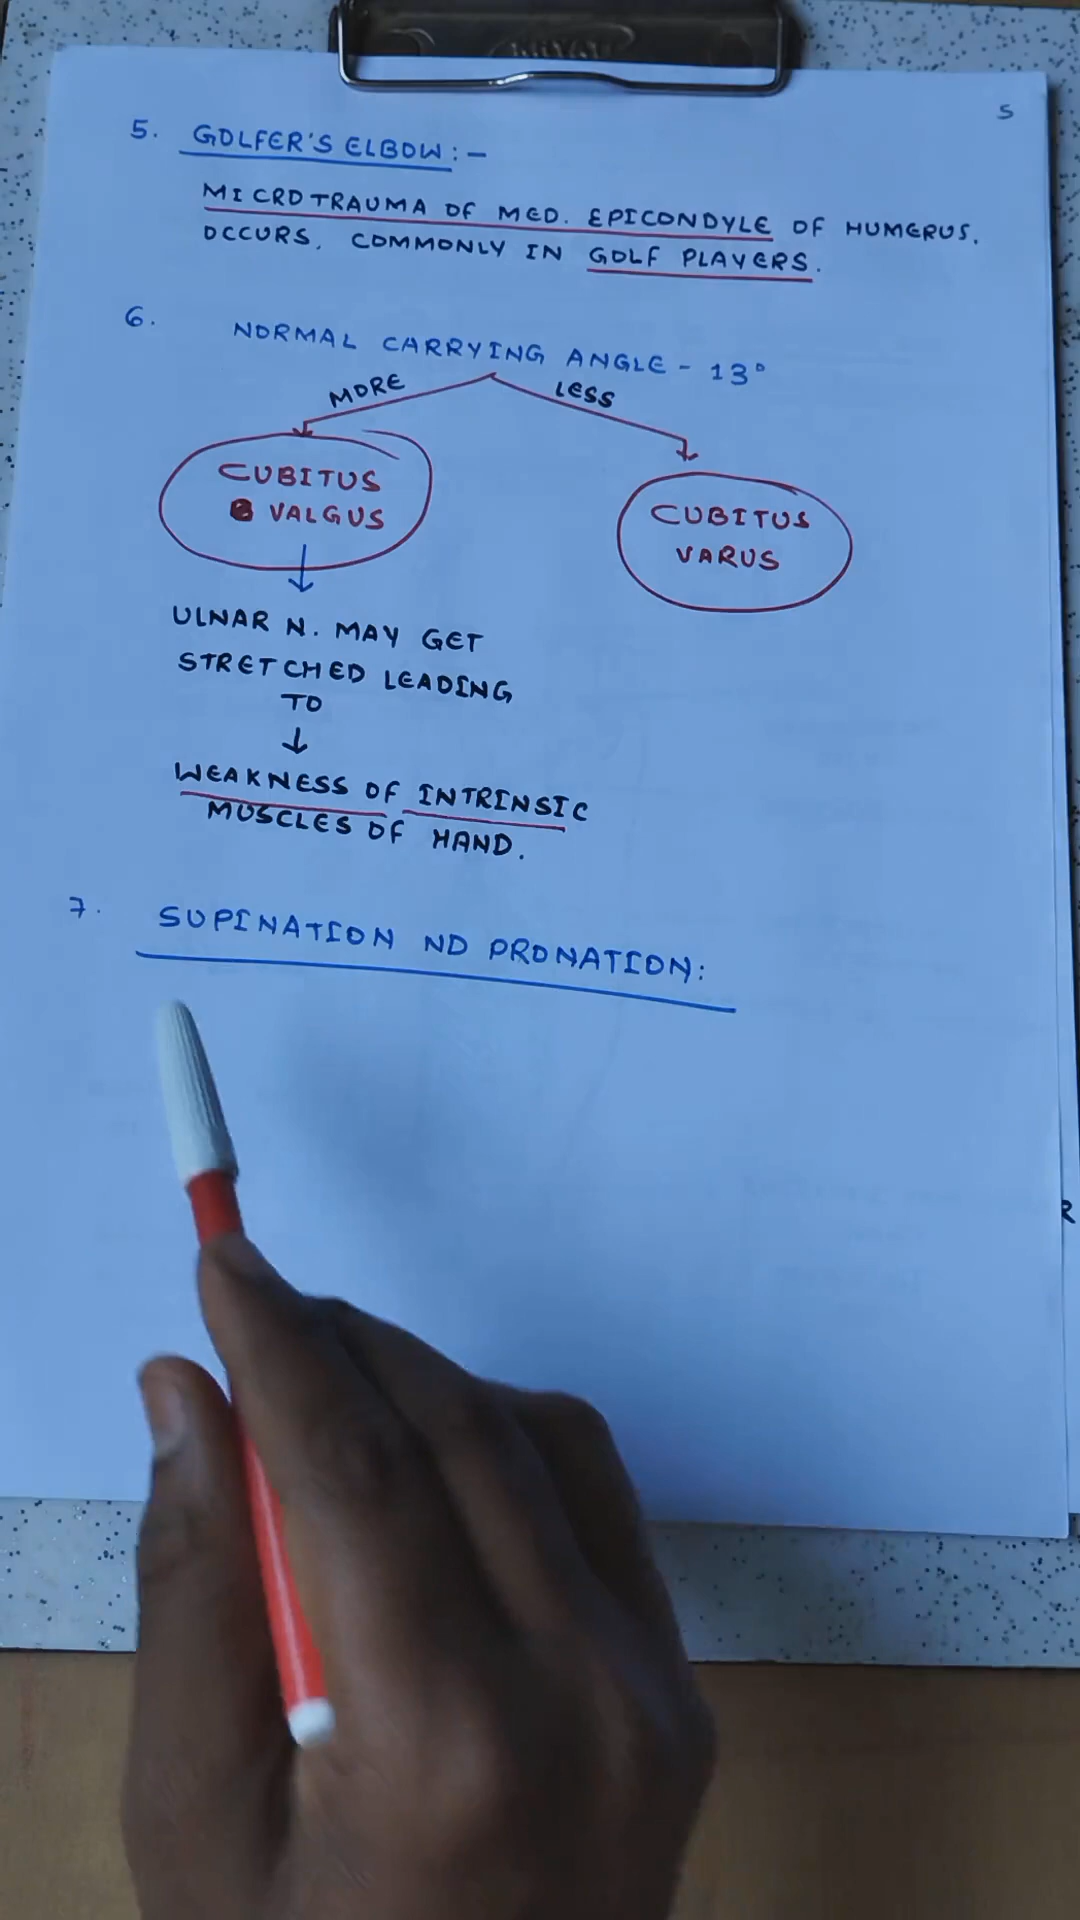 5
5. GOLFER'S ELBOW :-
MICROTRAUMA OF MED. EPICONDYLE OF HUMERUS.
OCCURS. COMMONLY IN GOLF PLAYERS.
6. NORMAL CARRYING ANGLE - 13°
MORE LESS
CUBITUS
VALGUS
CUBITUS
VARUS
ULNAR N. MAY GET
STRETCHED LEADING
TO
WEAKNESS OF INTRINSIC
MUSCLES OF HAND.
7. SUPINATION ND PRONATION:
R